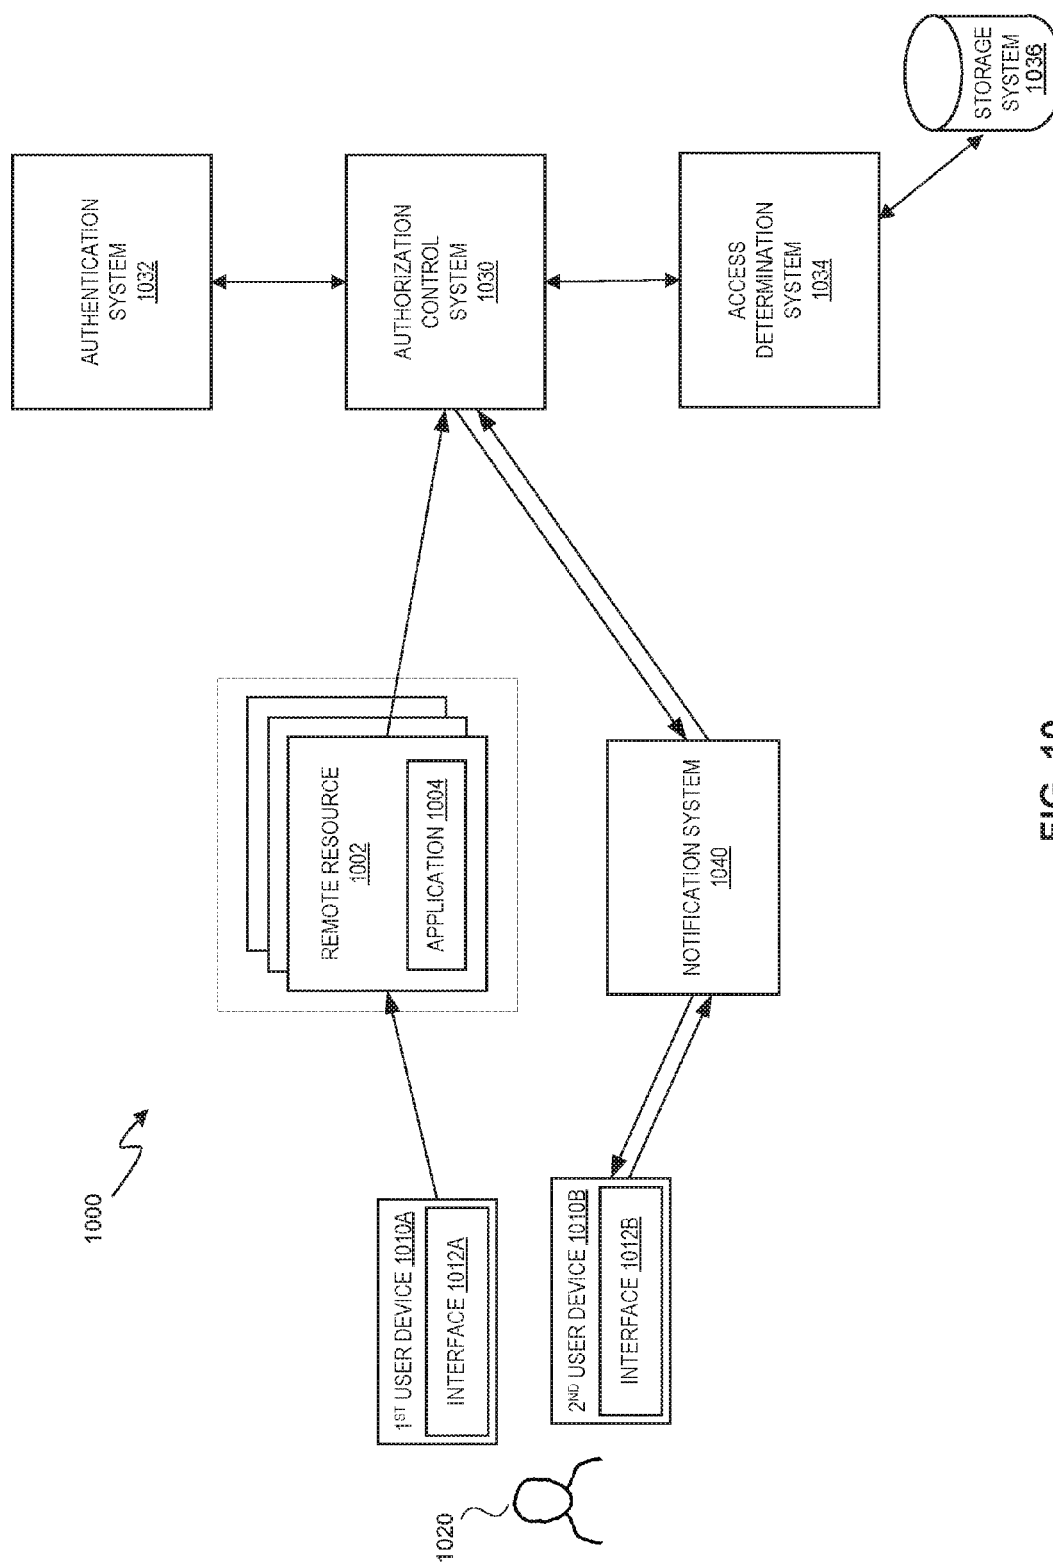 1000
1020
1ST USER DEVICE 1010A
INTERFACE 1012A
2ND USER DEVICE 1010B
INTERFACE 1012B
REMOTE RESOURCE
1002
APPLICATION 1004
NOTIFICATION SYSTEM
1040
AUTHENTICATION
SYSTEM
1032
AUTHORIZATION
CONTROL
SYSTEM
1030
ACCESS
DETERMINATION
SYSTEM
1034
STORAGE
SYSTEM
1036
FIG. 10